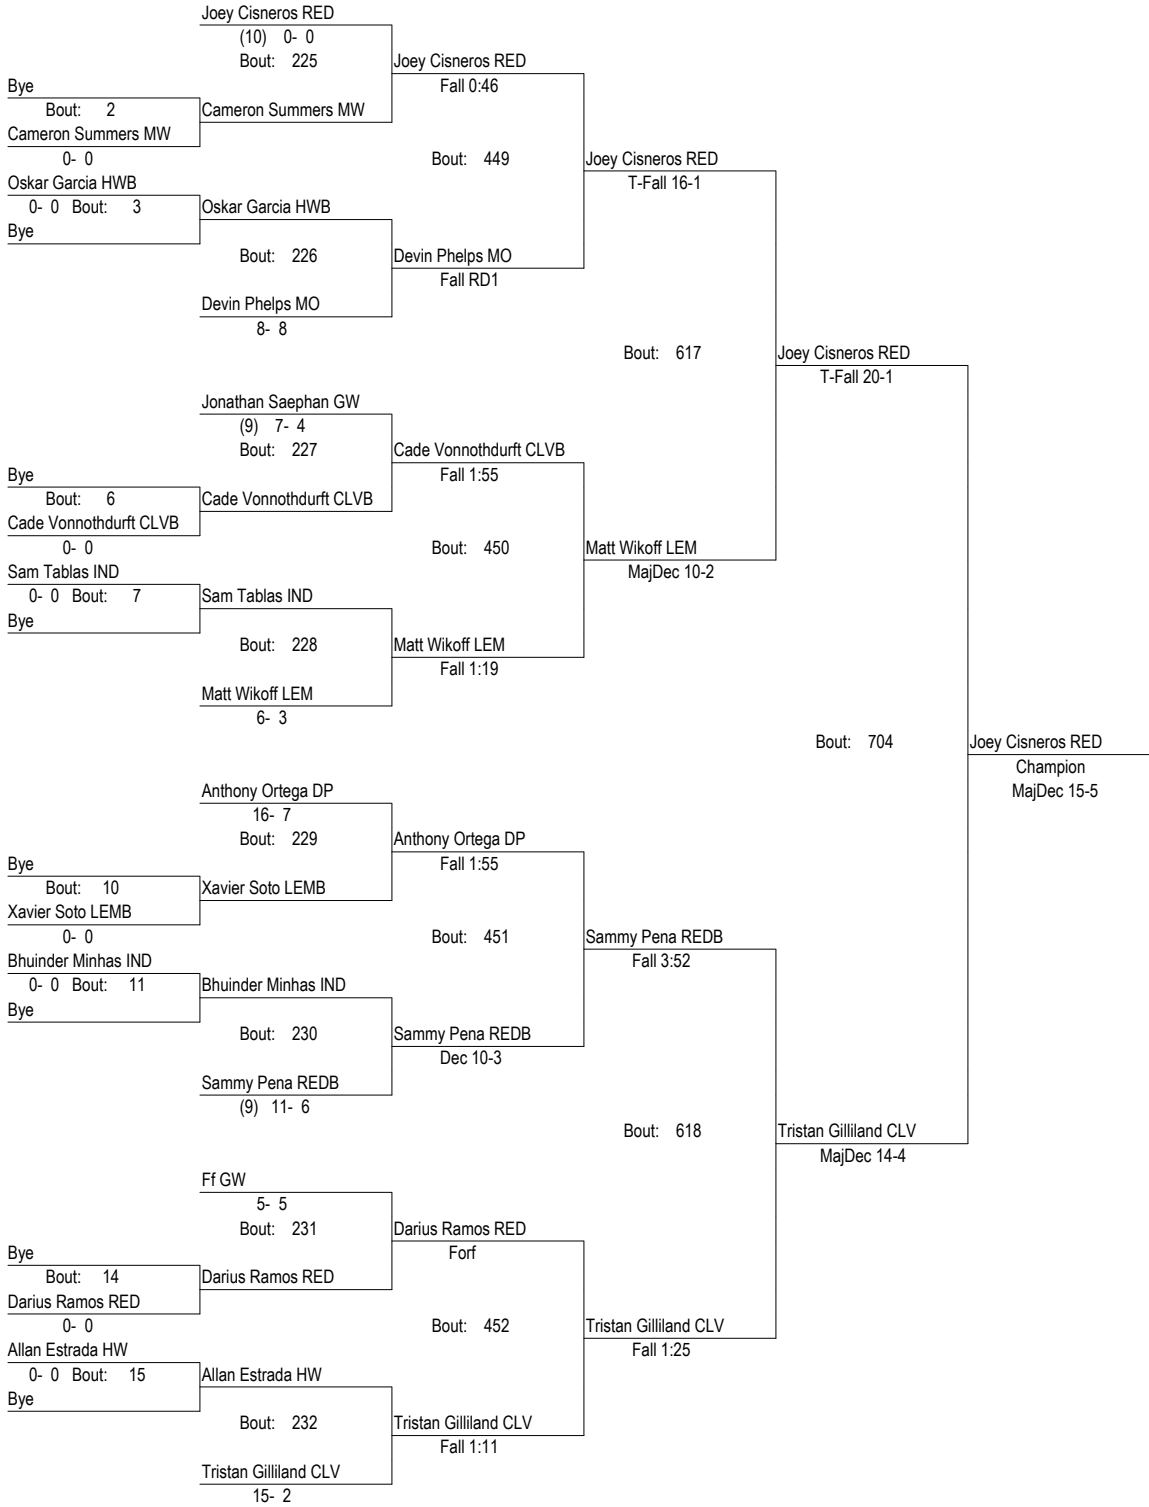 Joey Cisneros RED
(10) 0- 0
Bout: 225
Joey Cisneros RED
Fall 0:46
Bye
Bout: 2
Cameron Summers MW
Cameron Summers MW
0- 0
Bout: 449
Joey Cisneros RED
T-Fall 16-1
Oskar Garcia HWB
0- 0 Bout: 3
Oskar Garcia HWB
Bye
Bout: 226
Devin Phelps MO
Fall RD1
Devin Phelps MO
8- 8
Bout: 617
Joey Cisneros RED
T-Fall 20-1
Jonathan Saephan GW
(9) 7- 4
Bout: 227
Cade Vonnothdurft CLVB
Fall 1:55
Bye
Bout: 6
Cade Vonnothdurft CLVB
Cade Vonnothdurft CLVB
0- 0
Bout: 450
Matt Wikoff LEM
MajDec 10-2
Sam Tablas IND
0- 0 Bout: 7
Sam Tablas IND
Bye
Bout: 228
Matt Wikoff LEM
Fall 1:19
Matt Wikoff LEM
6- 3
Bout: 704
Joey Cisneros RED
Champion
MajDec 15-5
Anthony Ortega DP
16- 7
Bout: 229
Anthony Ortega DP
Fall 1:55
Bye
Bout: 10
Xavier Soto LEMB
Xavier Soto LEMB
0- 0
Bout: 451
Sammy Pena REDB
Fall 3:52
Bhuinder Minhas IND
0- 0 Bout: 11
Bhuinder Minhas IND
Bye
Bout: 230
Sammy Pena REDB
Dec 10-3
Sammy Pena REDB
(9) 11- 6
Bout: 618
Tristan Gilliland CLV
MajDec 14-4
Ff GW
5- 5
Bout: 231
Darius Ramos RED
Forf
Bye
Bout: 14
Darius Ramos RED
Darius Ramos RED
0- 0
Bout: 452
Tristan Gilliland CLV
Fall 1:25
Allan Estrada HW
0- 0 Bout: 15
Allan Estrada HW
Bye
Bout: 232
Tristan Gilliland CLV
Fall 1:11
Tristan Gilliland CLV
15- 2